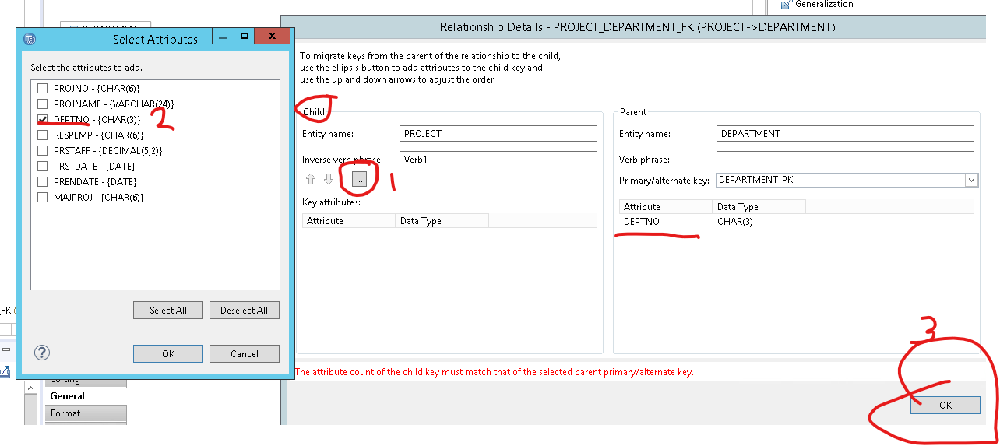 Generalization
DEPARTMENT
Select Attributes
X
Relationship Details - PROJECT_DEPARTMENT_FK (PROJECT->DEPARTMENT)
Select the attributes to add.
PROJNO - {CHAR(6)}
PROJNAME - {VARCHAR(24)}
DEPTNO - {CHAR(3)}
2
RESPEMP - {CHAR(6)}
PRSTAFF - {DECIMAL(5,2)}
PRSTDATE - {DATE}
PRENDATE - {DATE}
MAJPROJ - {CHAR(6)}
Select All
Deselect All
?
OK
Cancel
To migrate keys from the parent of the relationship to the child,
use the ellipsis button to add attributes to the child key and
use the up and down arrows to adjust the order.
Child
Entity name:
PROJECT
Inverse verb phrase:
Verb1
...
1
Key attributes:
Attribute
Data Type
Parent
Entity name:
DEPARTMENT
Verb phrase:
Primary/alternate key:
DEPARTMENT_PK
Attribute
Data Type
DEPTNO
CHAR(3)
3
_FK (
The attribute count of the child key must match that of the selected parent primary/alternate key.
OK
Sorting
General
Format